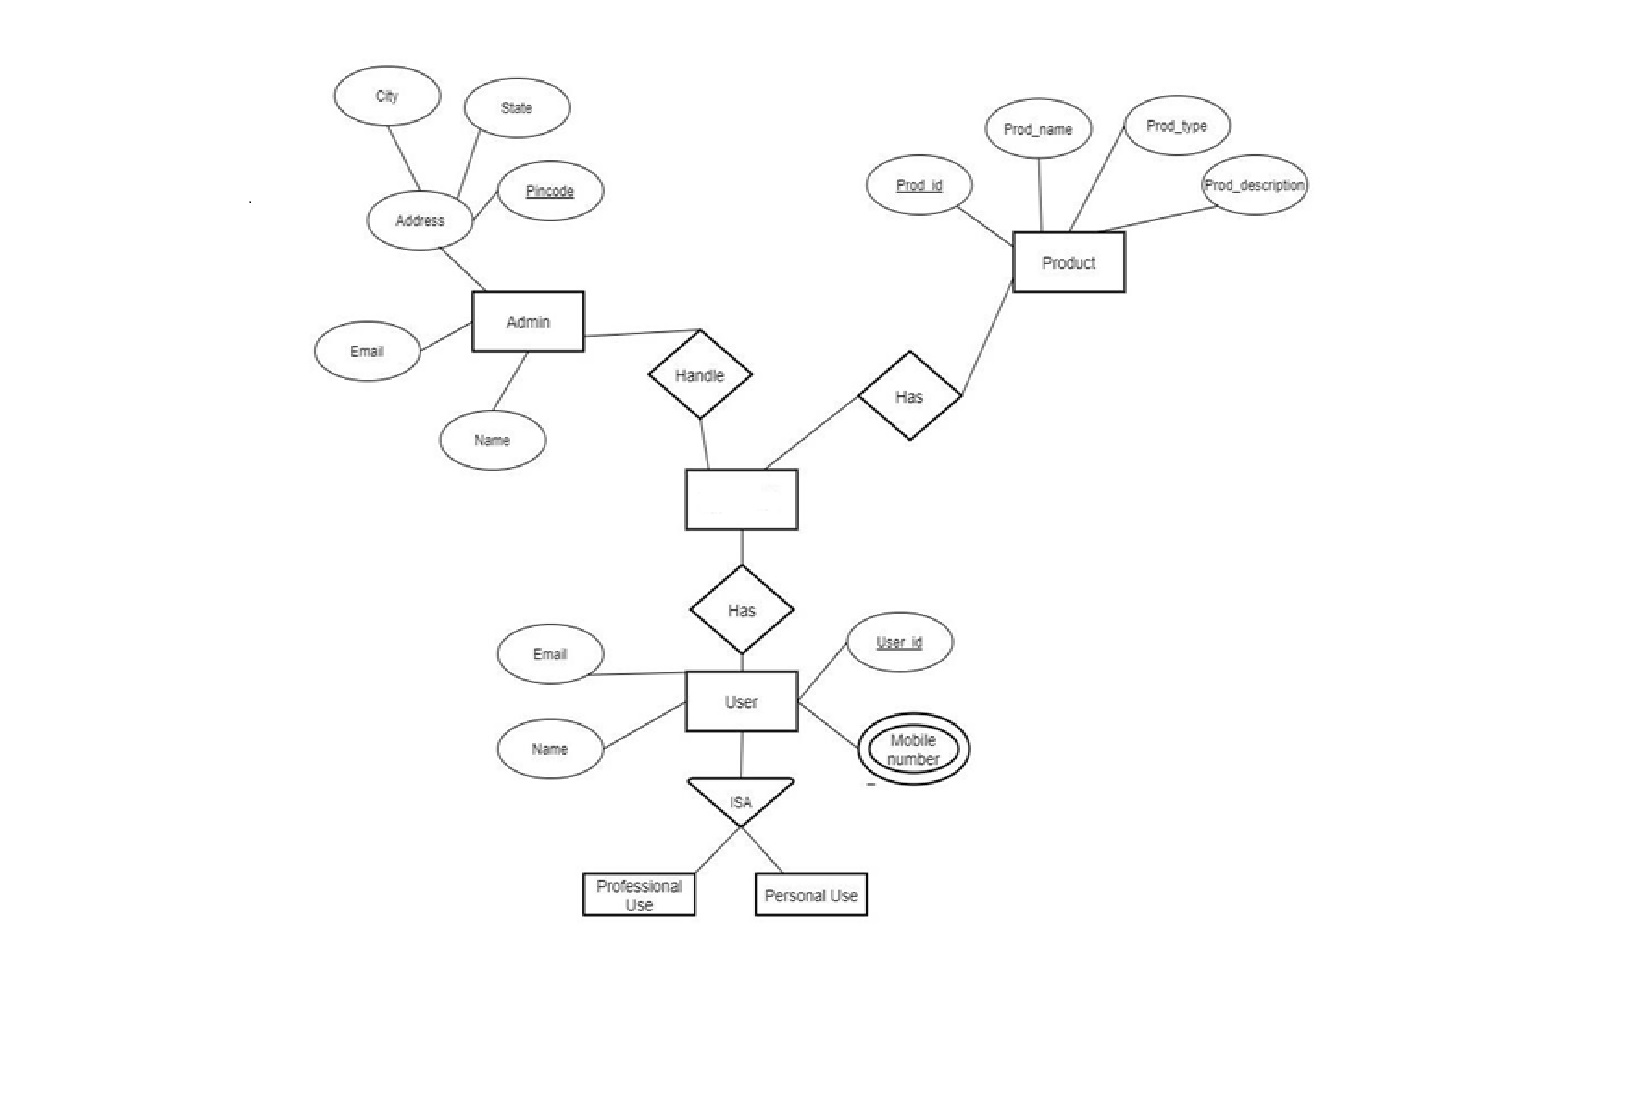 City
State
Prod_name
Prod_type
Prod_id
Prod_description
Pincode
Address
Product
Admin
Email
Handle
Has
Name
Has
Email
User_id
User
Name
Mobile
number
ISA
Professional
Use
Personal Use